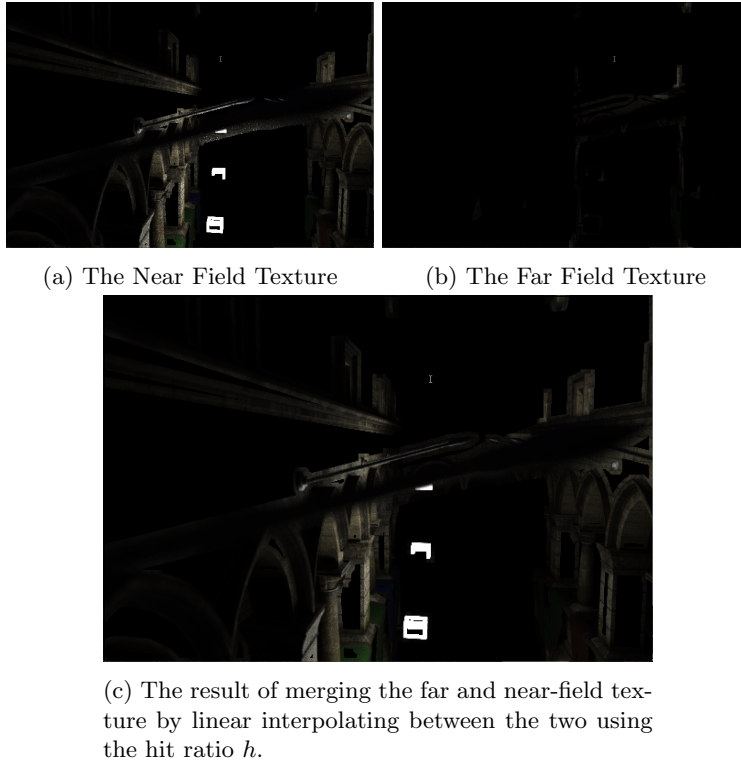 (a) The Near Field Texture
(b) The Far Field Texture
(c) The result of merging the far and near-field tex-
ture by linear interpolating between the two using
the hit ratio h.